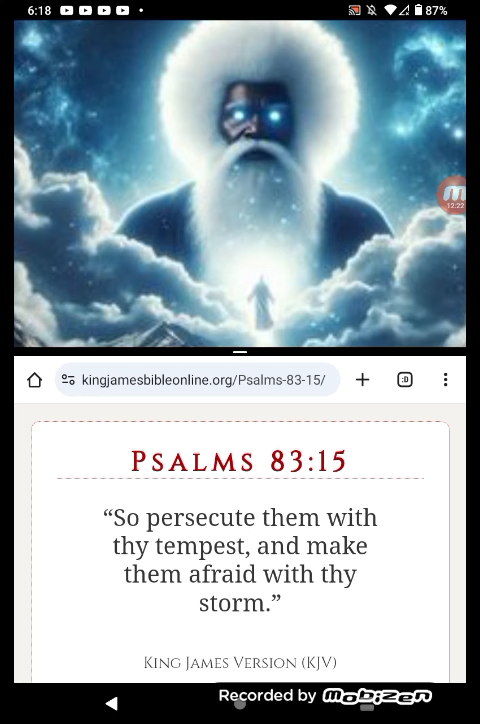 6:18
87%
12:22
kingjamesbibleonline.org/Psalms-83-15/
:D
Psalms 83:15
“So persecute them with
thy tempest, and make
them afraid with thy
storm.”
King James Version (KJV)
Recorded by Mobizen